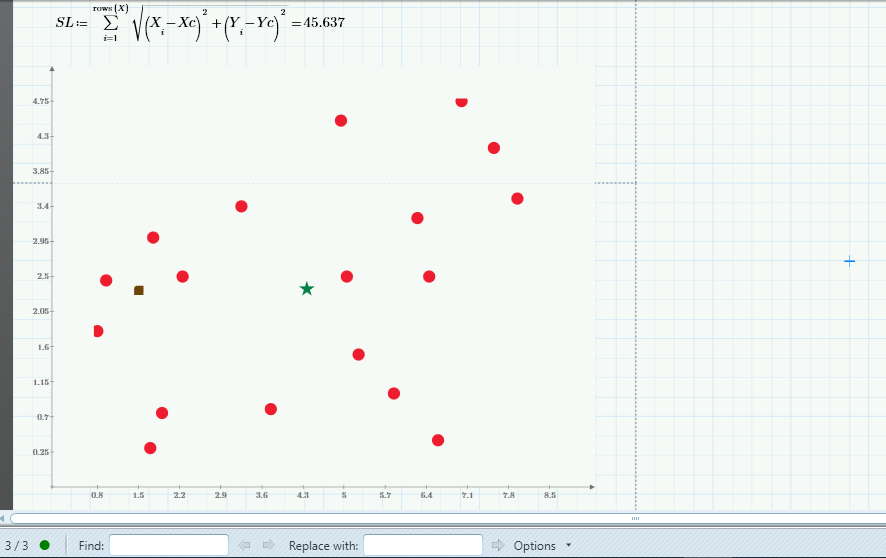 rows(X)
SL:= ∑ √(X_i−Xc)²+(Y_i−Yc)² =45.637
i=1
4.75
4.3
3.85
3.4
2.95
2.5
2.05
1.6
1.15
0.7
0.25
0.8 1.5 2.2 2.9 3.6 4.3 5 5.7 6.4 7.1 7.8 8.5
3 / 3 Find: Replace with: Options